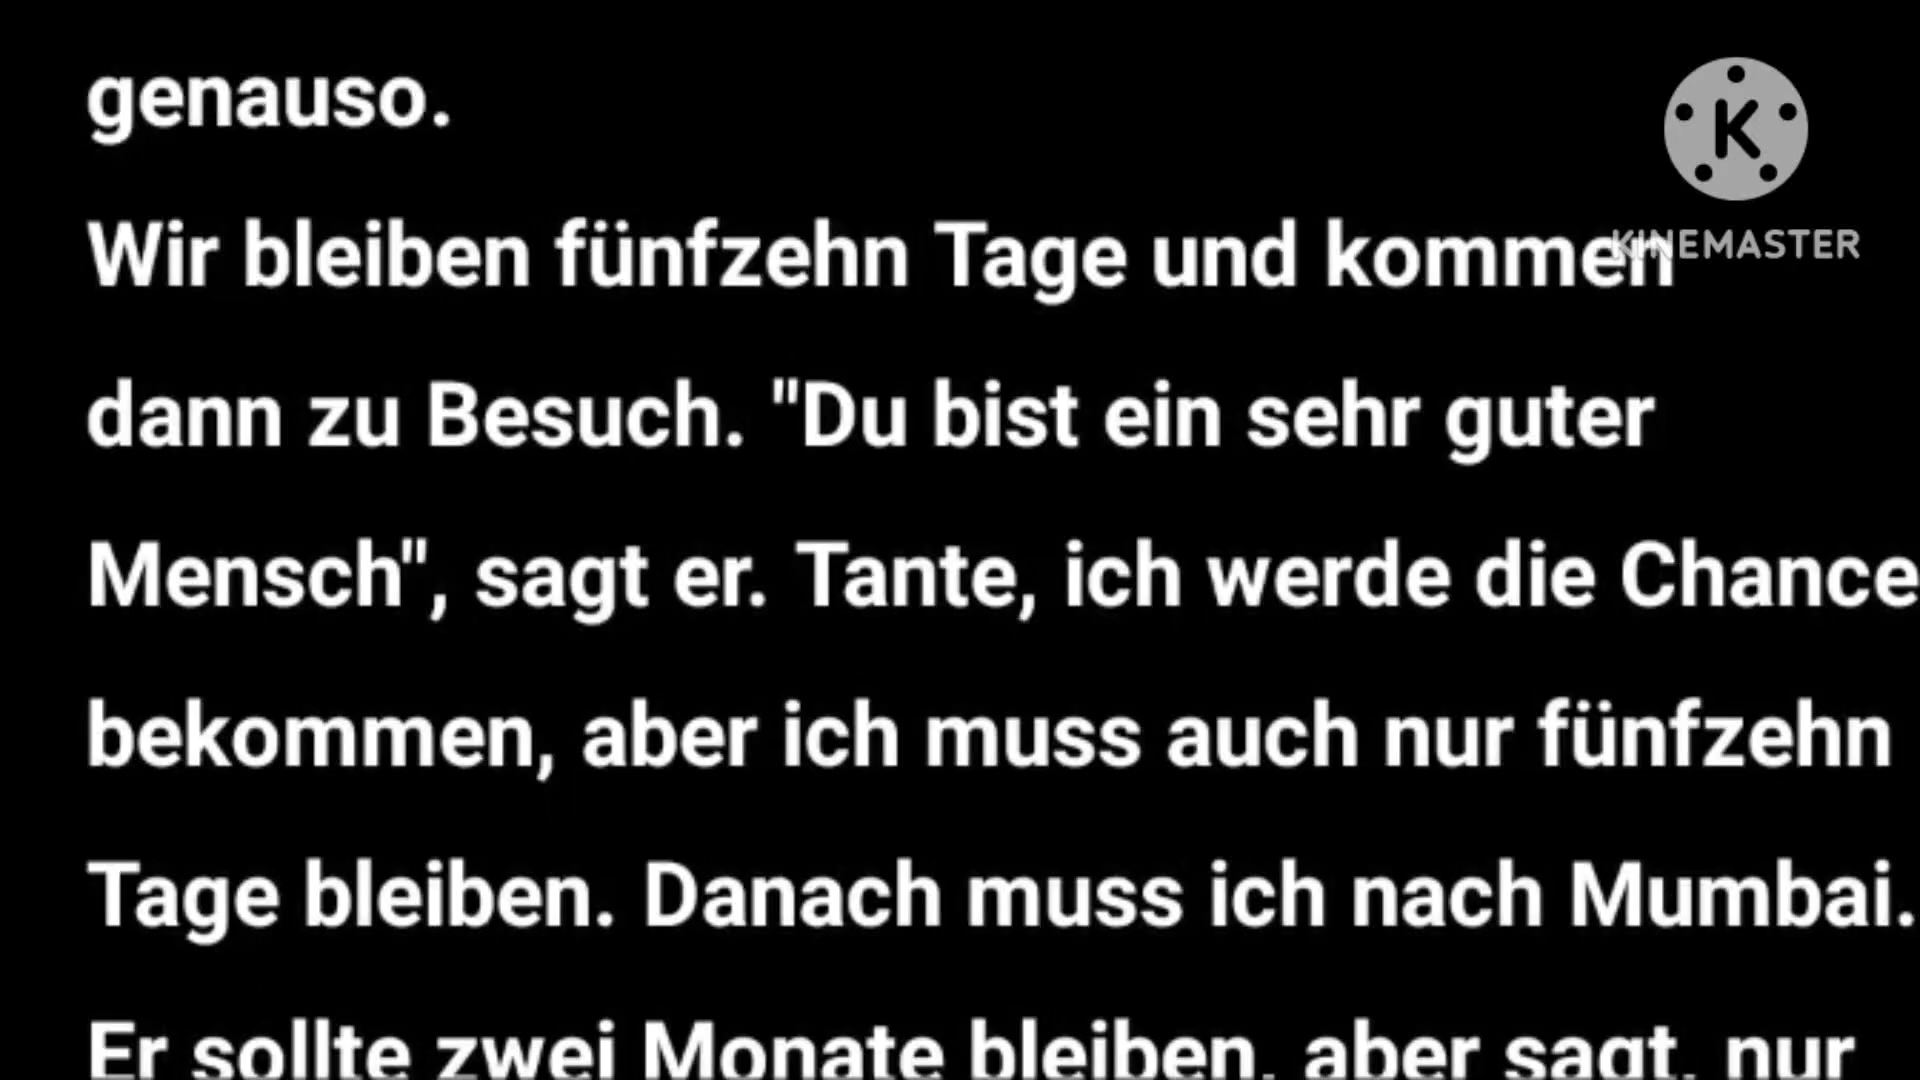 genauso.
K
KINEMASTER
Wir bleiben fünfzehn Tage und kommen
dann zu Besuch. "Du bist ein sehr guter
Mensch", sagt er. Tante, ich werde die Chance
bekommen, aber ich muss auch nur fünfzehn
Tage bleiben. Danach muss ich nach Mumbai.
Er sollte zwei Monate bleiben, aber sagt, nur